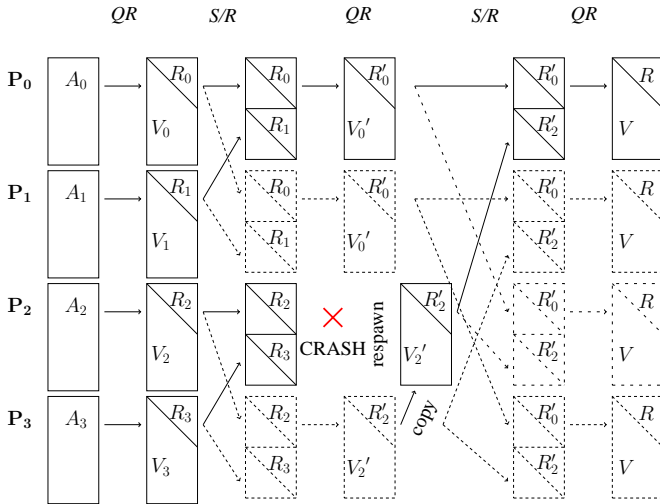 QR S/R QR S/R QR
P₀ A₀ R₀ R₀ R′₀ R′₀ R
V₀ R₁ V₀′ R′₂ V
P₁ A₁ R₁ R₀ R′₀ R′₀ R
V₁ R₁ V₀′ R′₂ V
P₂ A₂ R₂ R₂ R′₂ R′₀ R
V₂ R₃ CRASH respawn V₂′ R′₂ V
P₃ A₃ R₃ R₂ R′₂ copy R′₀ R
V₃ R₃ V₂′ R′₂ V